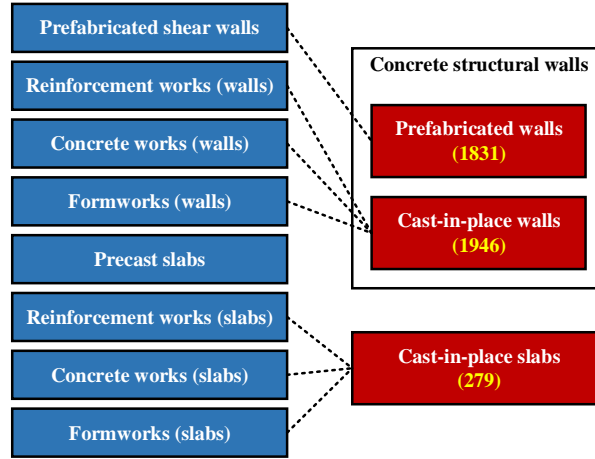 Prefabricated shear walls
Reinforcement works (walls)
Concrete works (walls)
Formworks (walls)
Precast slabs
Reinforcement works (slabs)
Concrete works (slabs)
Formworks (slabs)
Concrete structural walls
Prefabricated walls
(1831)
Cast-in-place walls
(1946)
Cast-in-place slabs
(279)